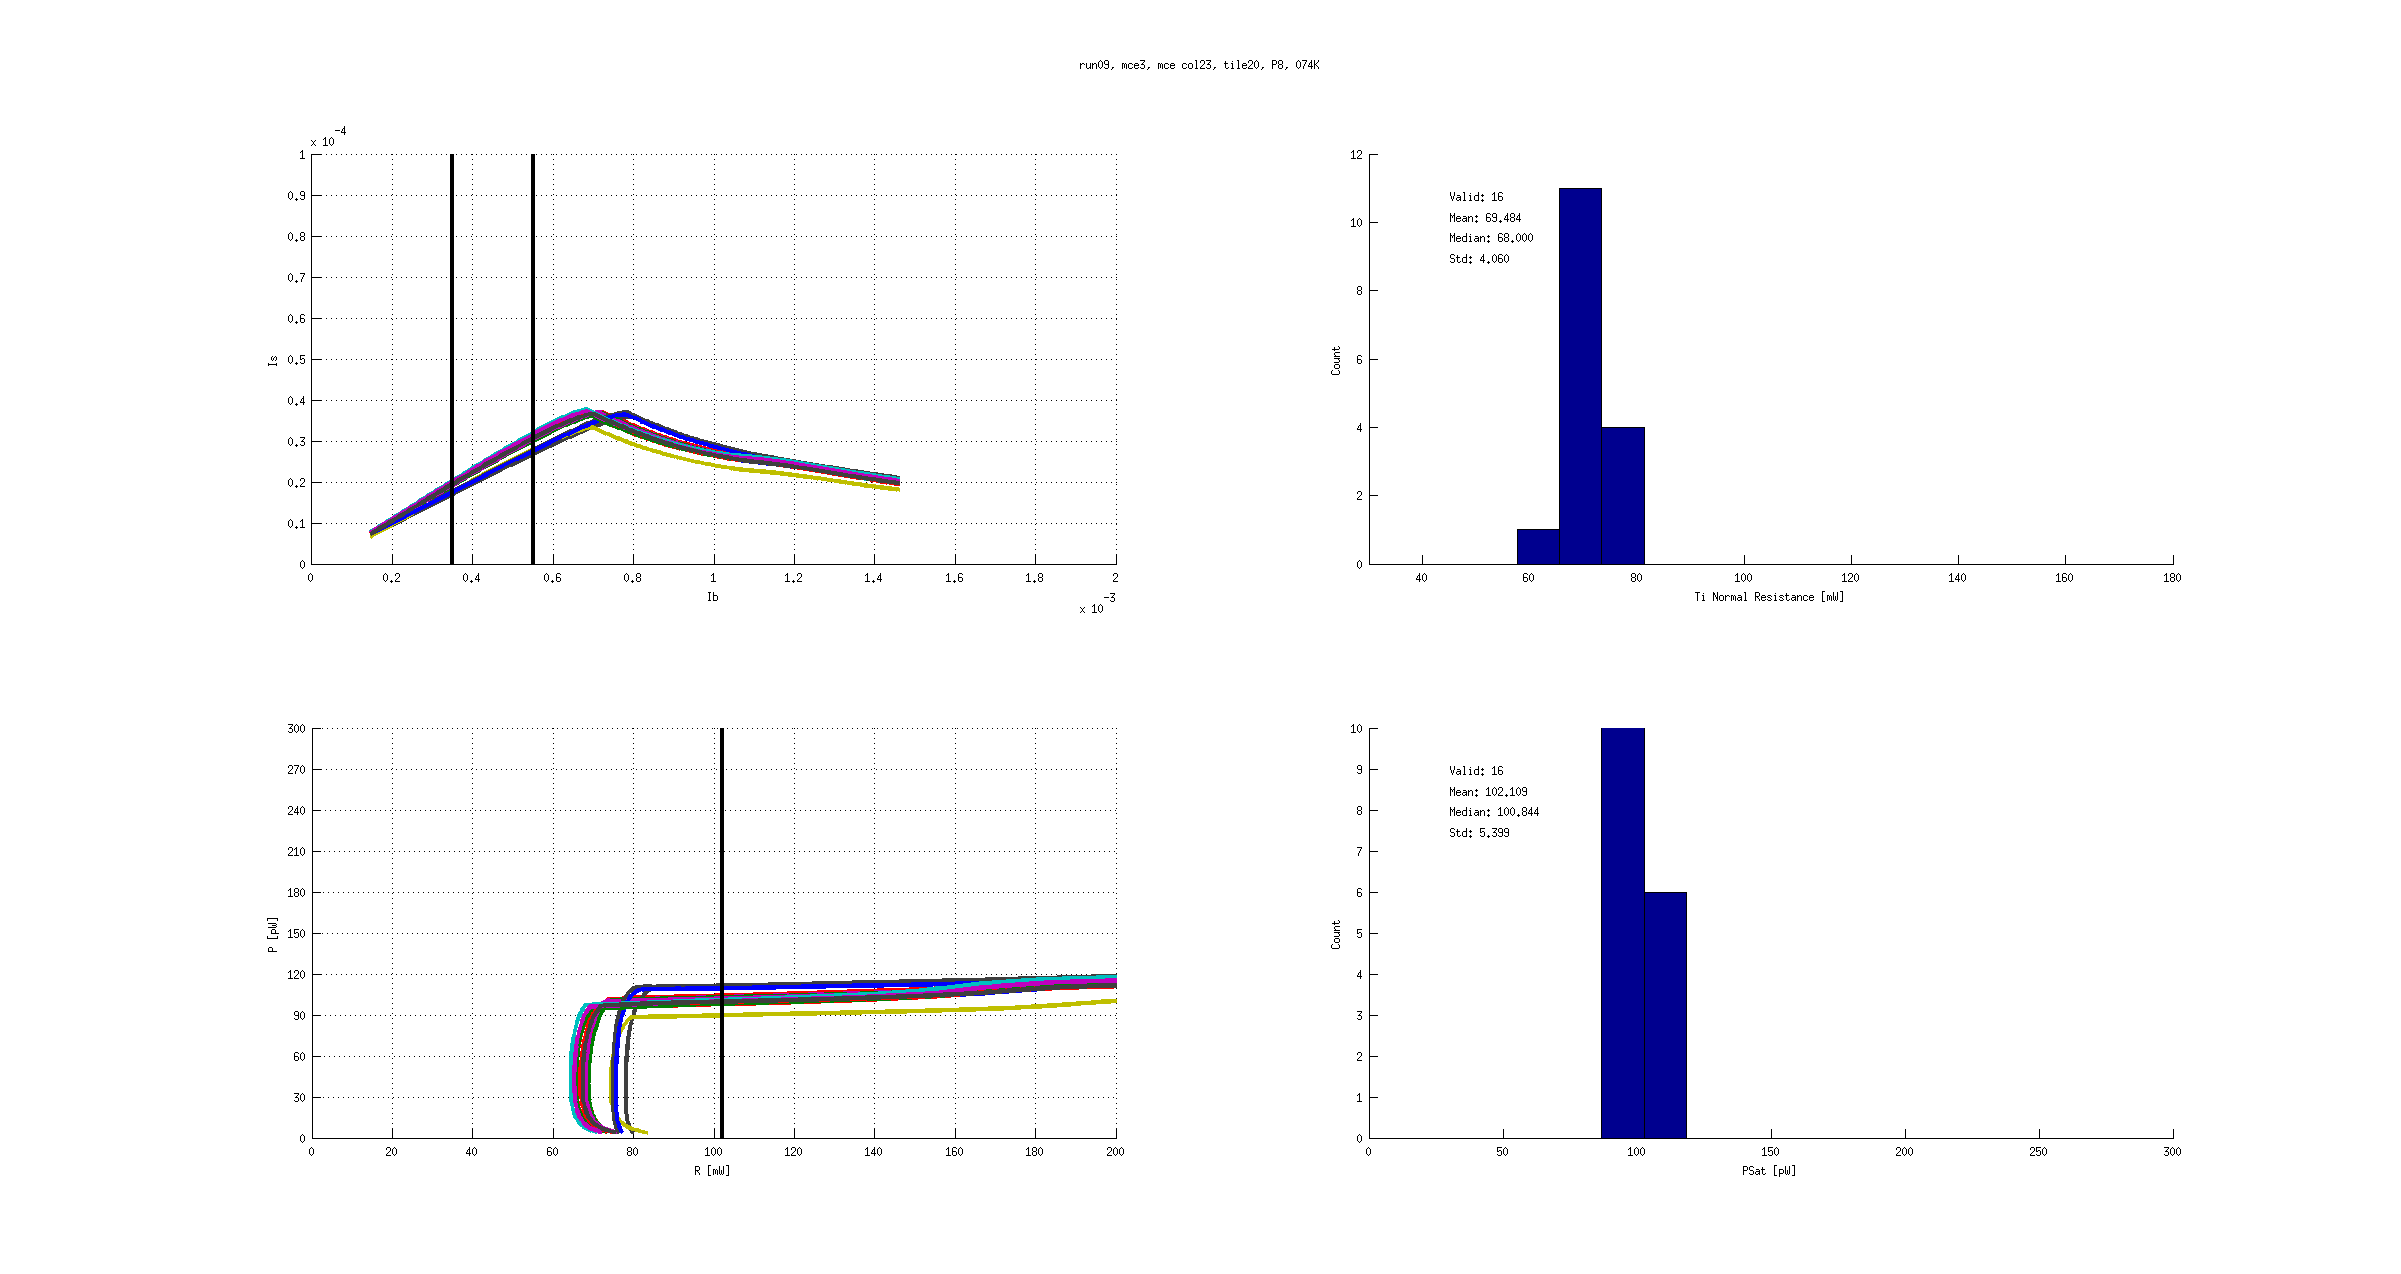 run09, mce3, mce col23, tile20, P8, 074K
x 10
-4
1
0.9
0.8
0.7
0.6
0.5
0.4
0.3
0.2
0.1
0
Is
0 0.2 0.4 0.6 0.8 1 1.2 1.4 1.6 1.8 2
Ib
x 10
-3
12
10
8
6
4
2
0
Count
Valid: 16
Mean: 69.484
Median: 68.000
Std: 4.060
40 60 80 100 120 140 160 180
Ti Normal Resistance [mW]
300
270
240
210
180
150
120
90
60
30
0
P [pW]
0 20 40 60 80 100 120 140 160 180 200
R [mW]
10
9
8
7
6
5
4
3
2
1
0
Count
Valid: 16
Mean: 102.109
Median: 100.844
Std: 5.399
0 50 100 150 200 250 300
PSat [pW]